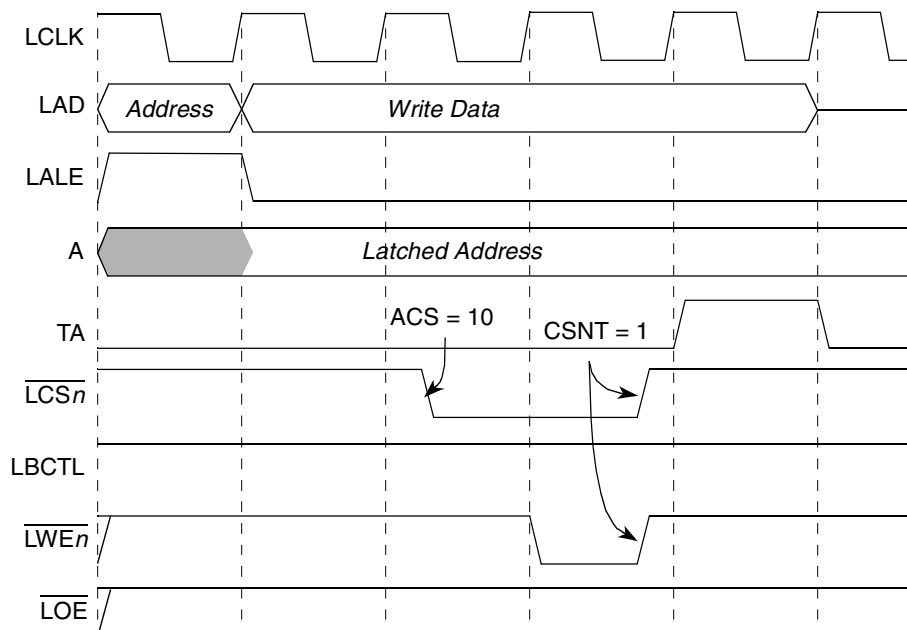 LCLK
LAD Address Write Data
LALE
A Latched Address
ACS = 10 CSNT = 1
TA
LCSn
LBCTL
LWEn
LOE